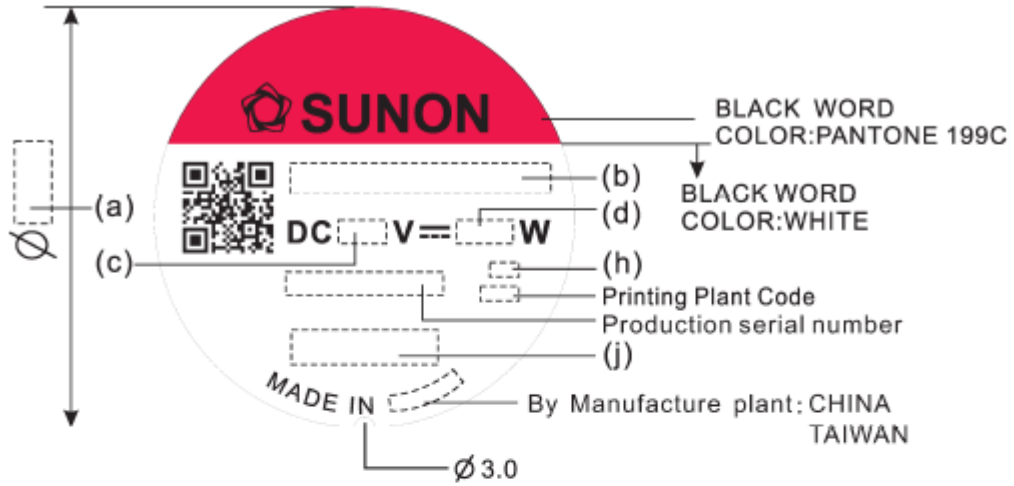 SUNON
BLACK WORD
COLOR:PANTONE 199C
(b)
BLACK WORD
COLOR:WHITE
(a)
(d)
DC V W
(c)
(h)
Printing Plant Code
Production serial number
(j)
MADE IN
By Manufacture plant: CHINA
TAIWAN
Ø 3.0
Ø